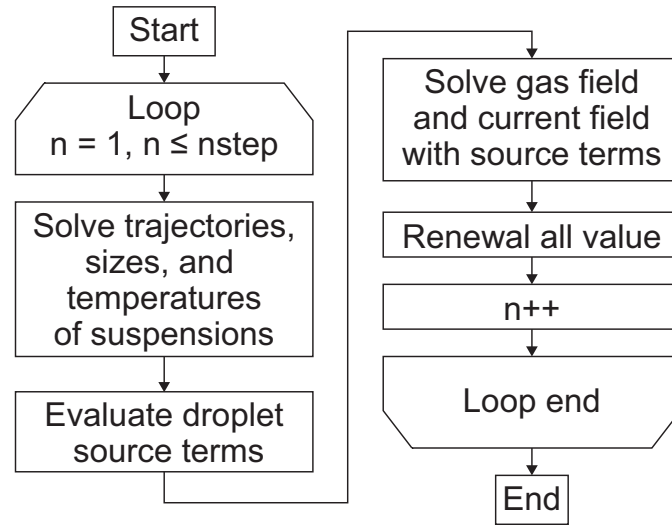 Start
Loop
n = 1, n ≤ nstep
Solve trajectories,
sizes, and
temperatures
of suspensions
Evaluate droplet
source terms
Solve gas field
and current field
with source terms
Renewal all value
n++
Loop end
End